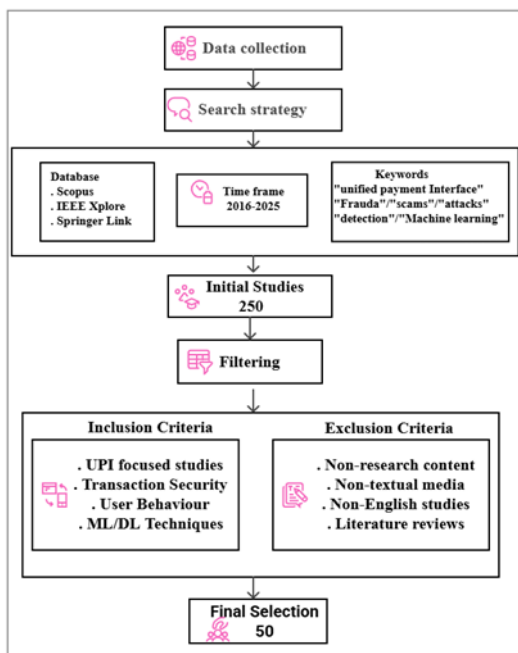 Data collection
Search strategy
Database
. Scopus
. IEEE Xplore
. Springer Link
Time frame
2016-2025
Keywords
"unified payment Interface"
"Frauda"/"scams"/"attacks"
"detection"/"Machine learning"
Initial Studies
250
Filtering
Inclusion Criteria
. UPI focused studies
. Transaction Security
. User Behaviour
. ML/DL Techniques
Exclusion Criteria
. Non-research content
. Non-textual media
. Non-English studies
. Literature reviews
Final Selection
50